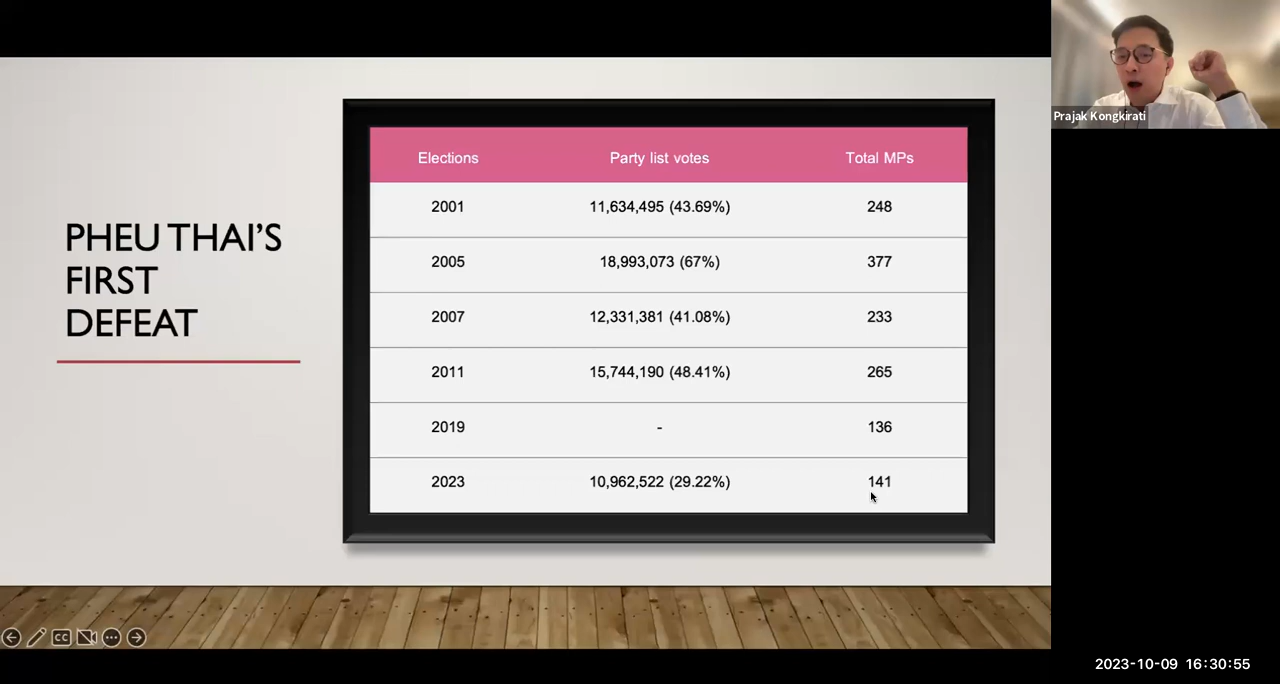 PHEU THAI'S
FIRST
DEFEAT
Elections Party list votes Total MPs
2001 11,634,495 (43.69%) 248
2005 18,993,073 (67%) 377
2007 12,331,381 (41.08%) 233
2011 15,744,190 (48.41%) 265
2019 - 136
2023 10,962,522 (29.22%) 141
Prajak Kongkirati
CC
2023-10-09 16:30:55